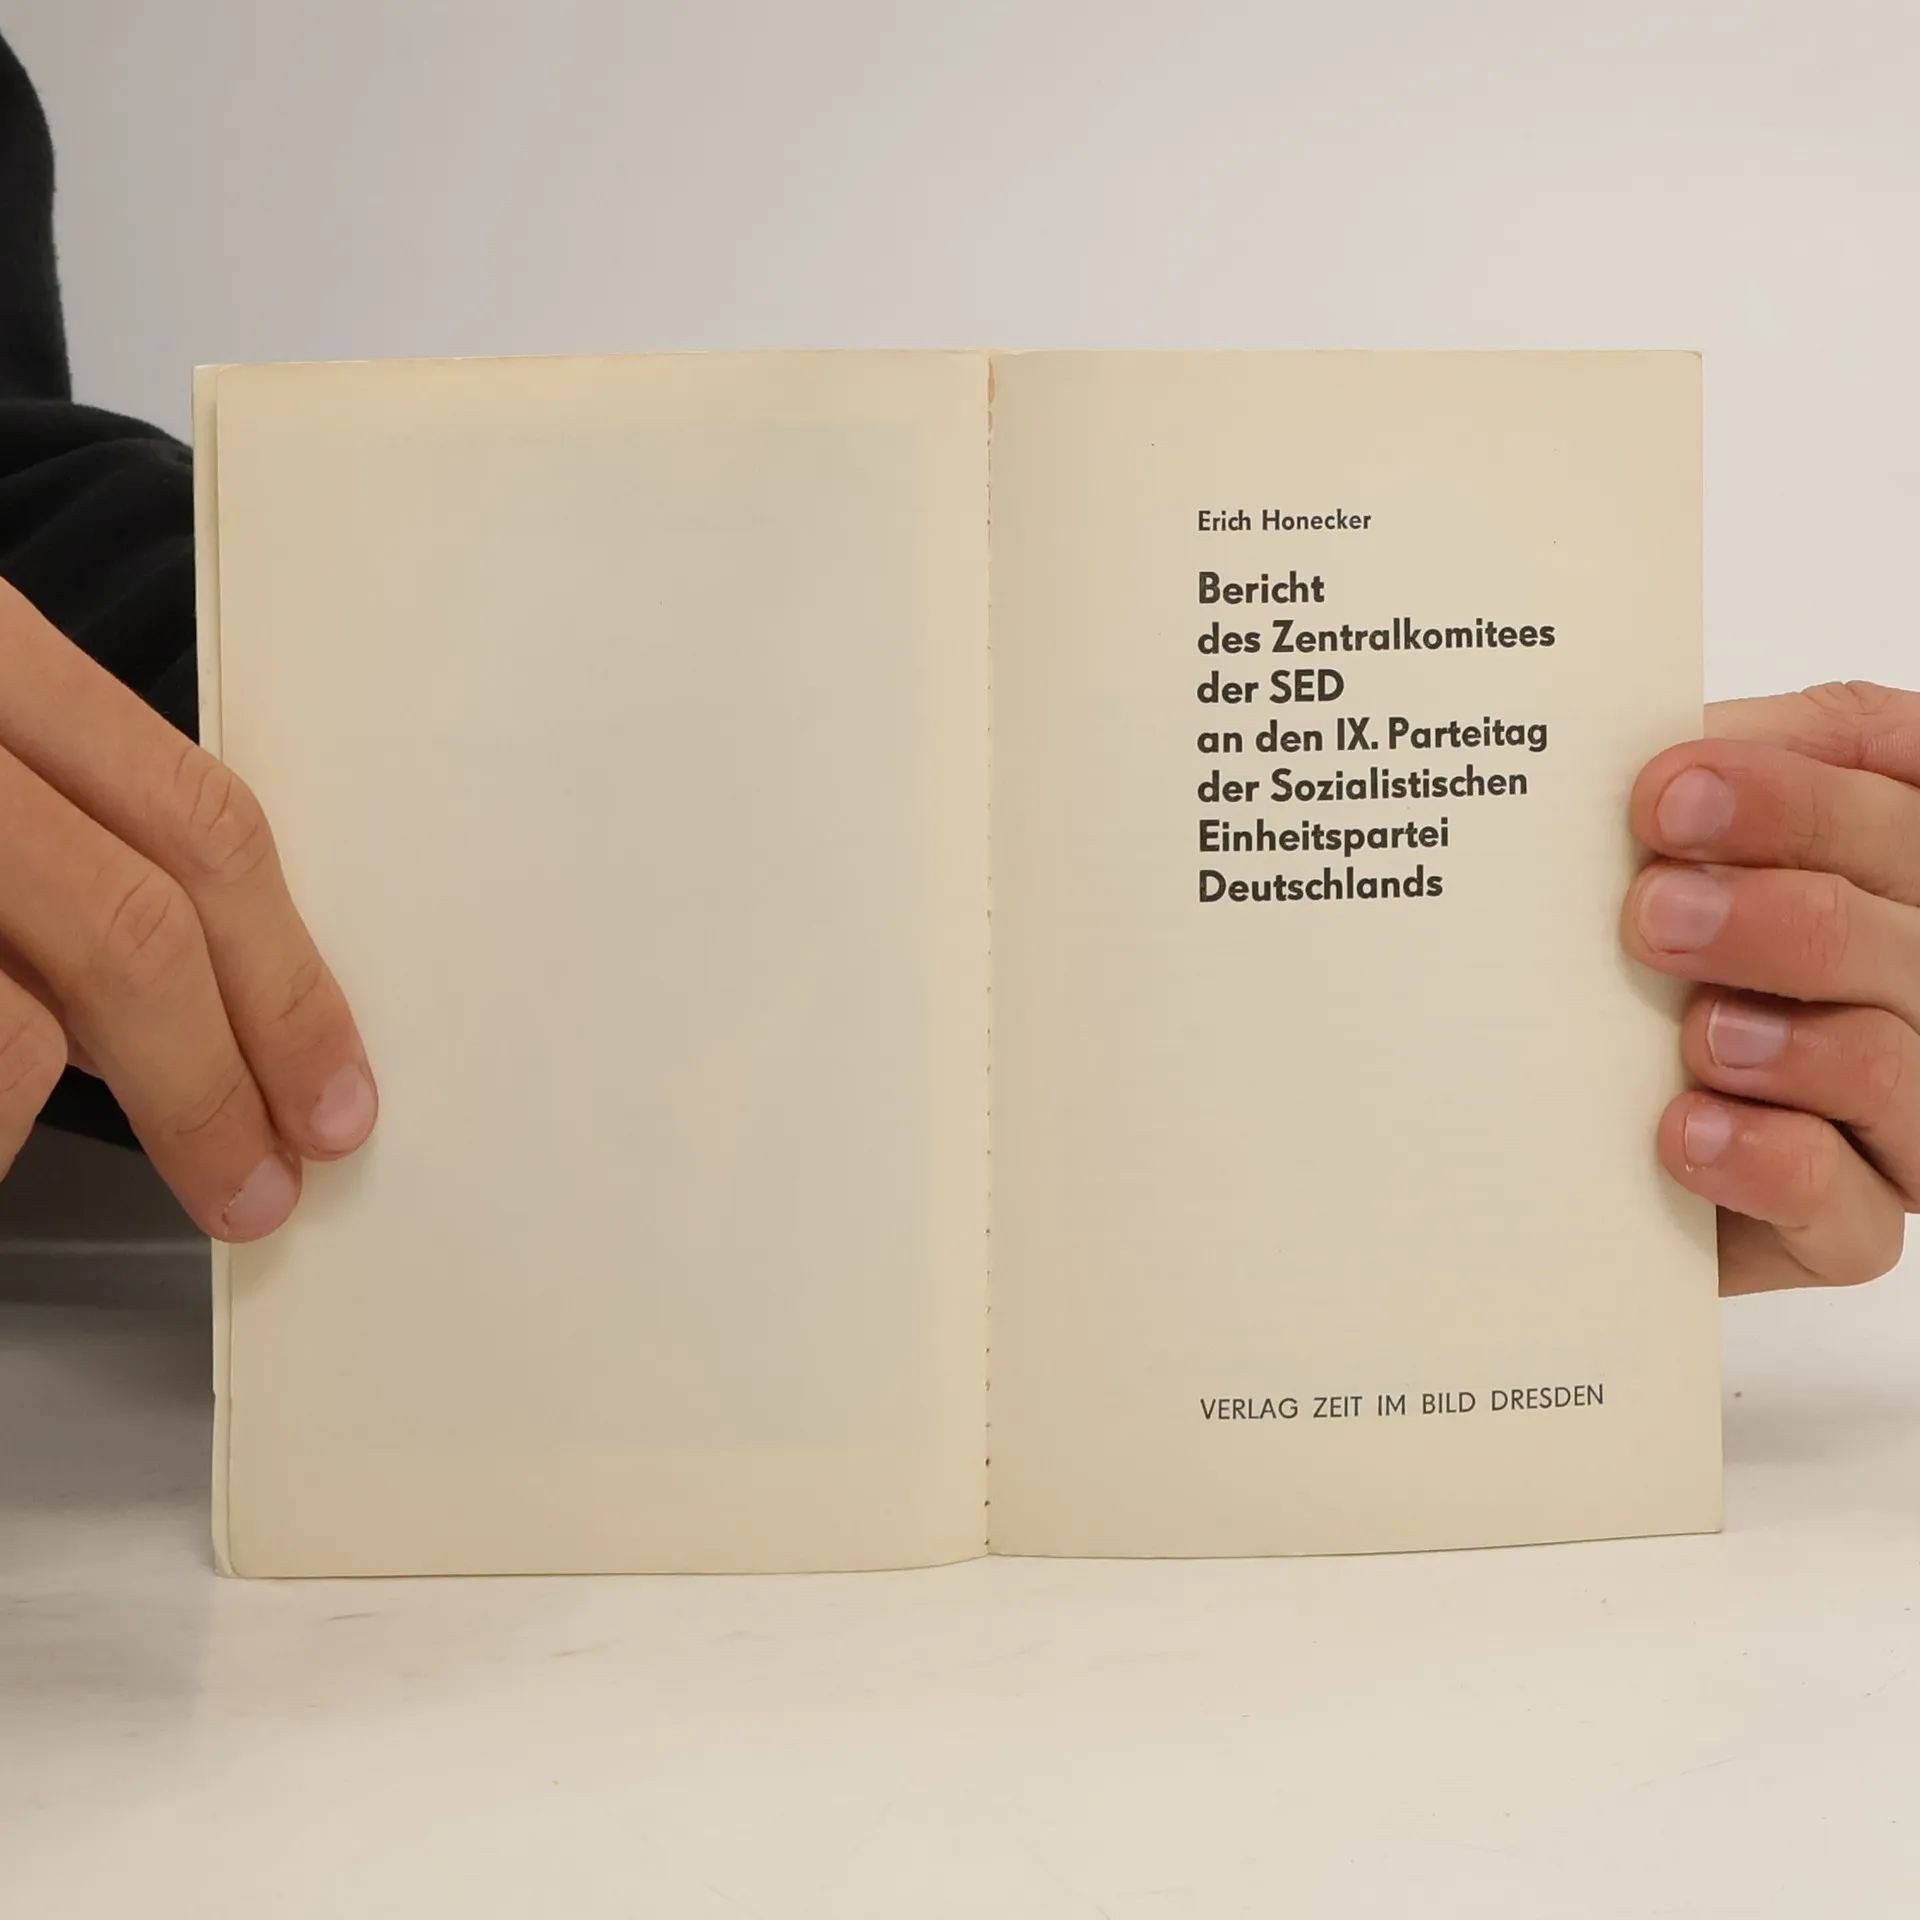 Erich Honecker
Bericht
des Zentralkomitees
der SED
an den IX. Parteitag
der Sozialistischen
Einheitspartei
Deutschlands
VERLAG ZEIT IM BILD DRESDEN